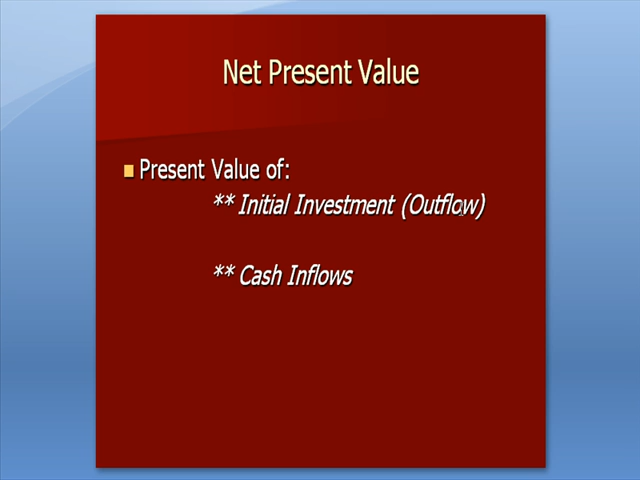 Net Present Value
Present Value of:
** Initial Investment (Outflow)
** Cash Inflows